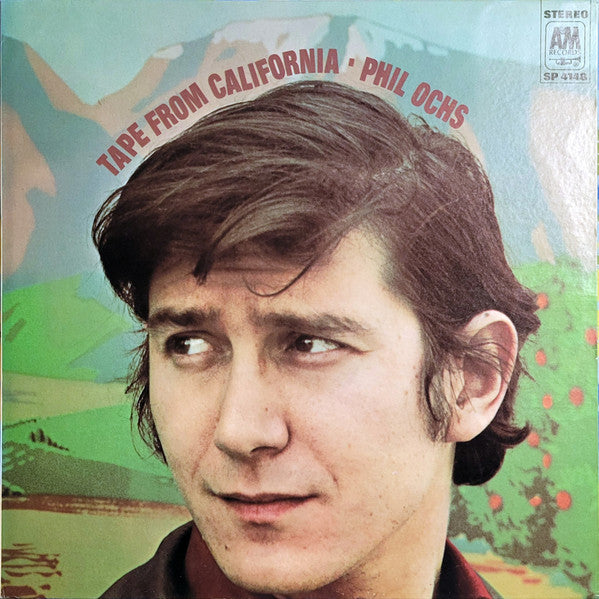 TAPE FROM CALIFORNIA · PHIL OCHS
STEREO
A&M
RECORDS
SP 4148